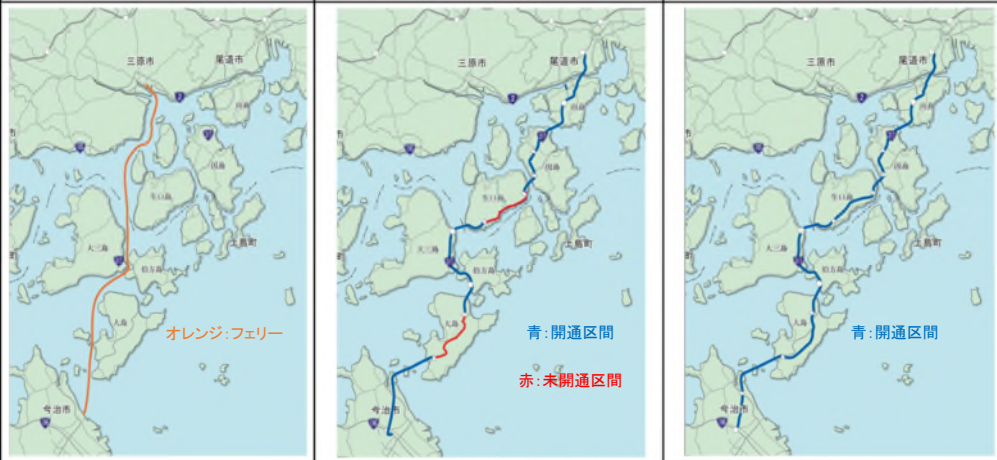 三原市
尾道市
2
向島
因島
生口島
上島町
大三島
伯方島
大島
オレンジ：フェリー
今治市
三原市
尾道市
2
向島
因島
生口島
上島町
大三島
伯方島
大島
青：開通区間
赤：未開通区間
今治市
三原市
尾道市
2
向島
因島
生口島
上島町
大三島
伯方島
大島
青：開通区間
今治市